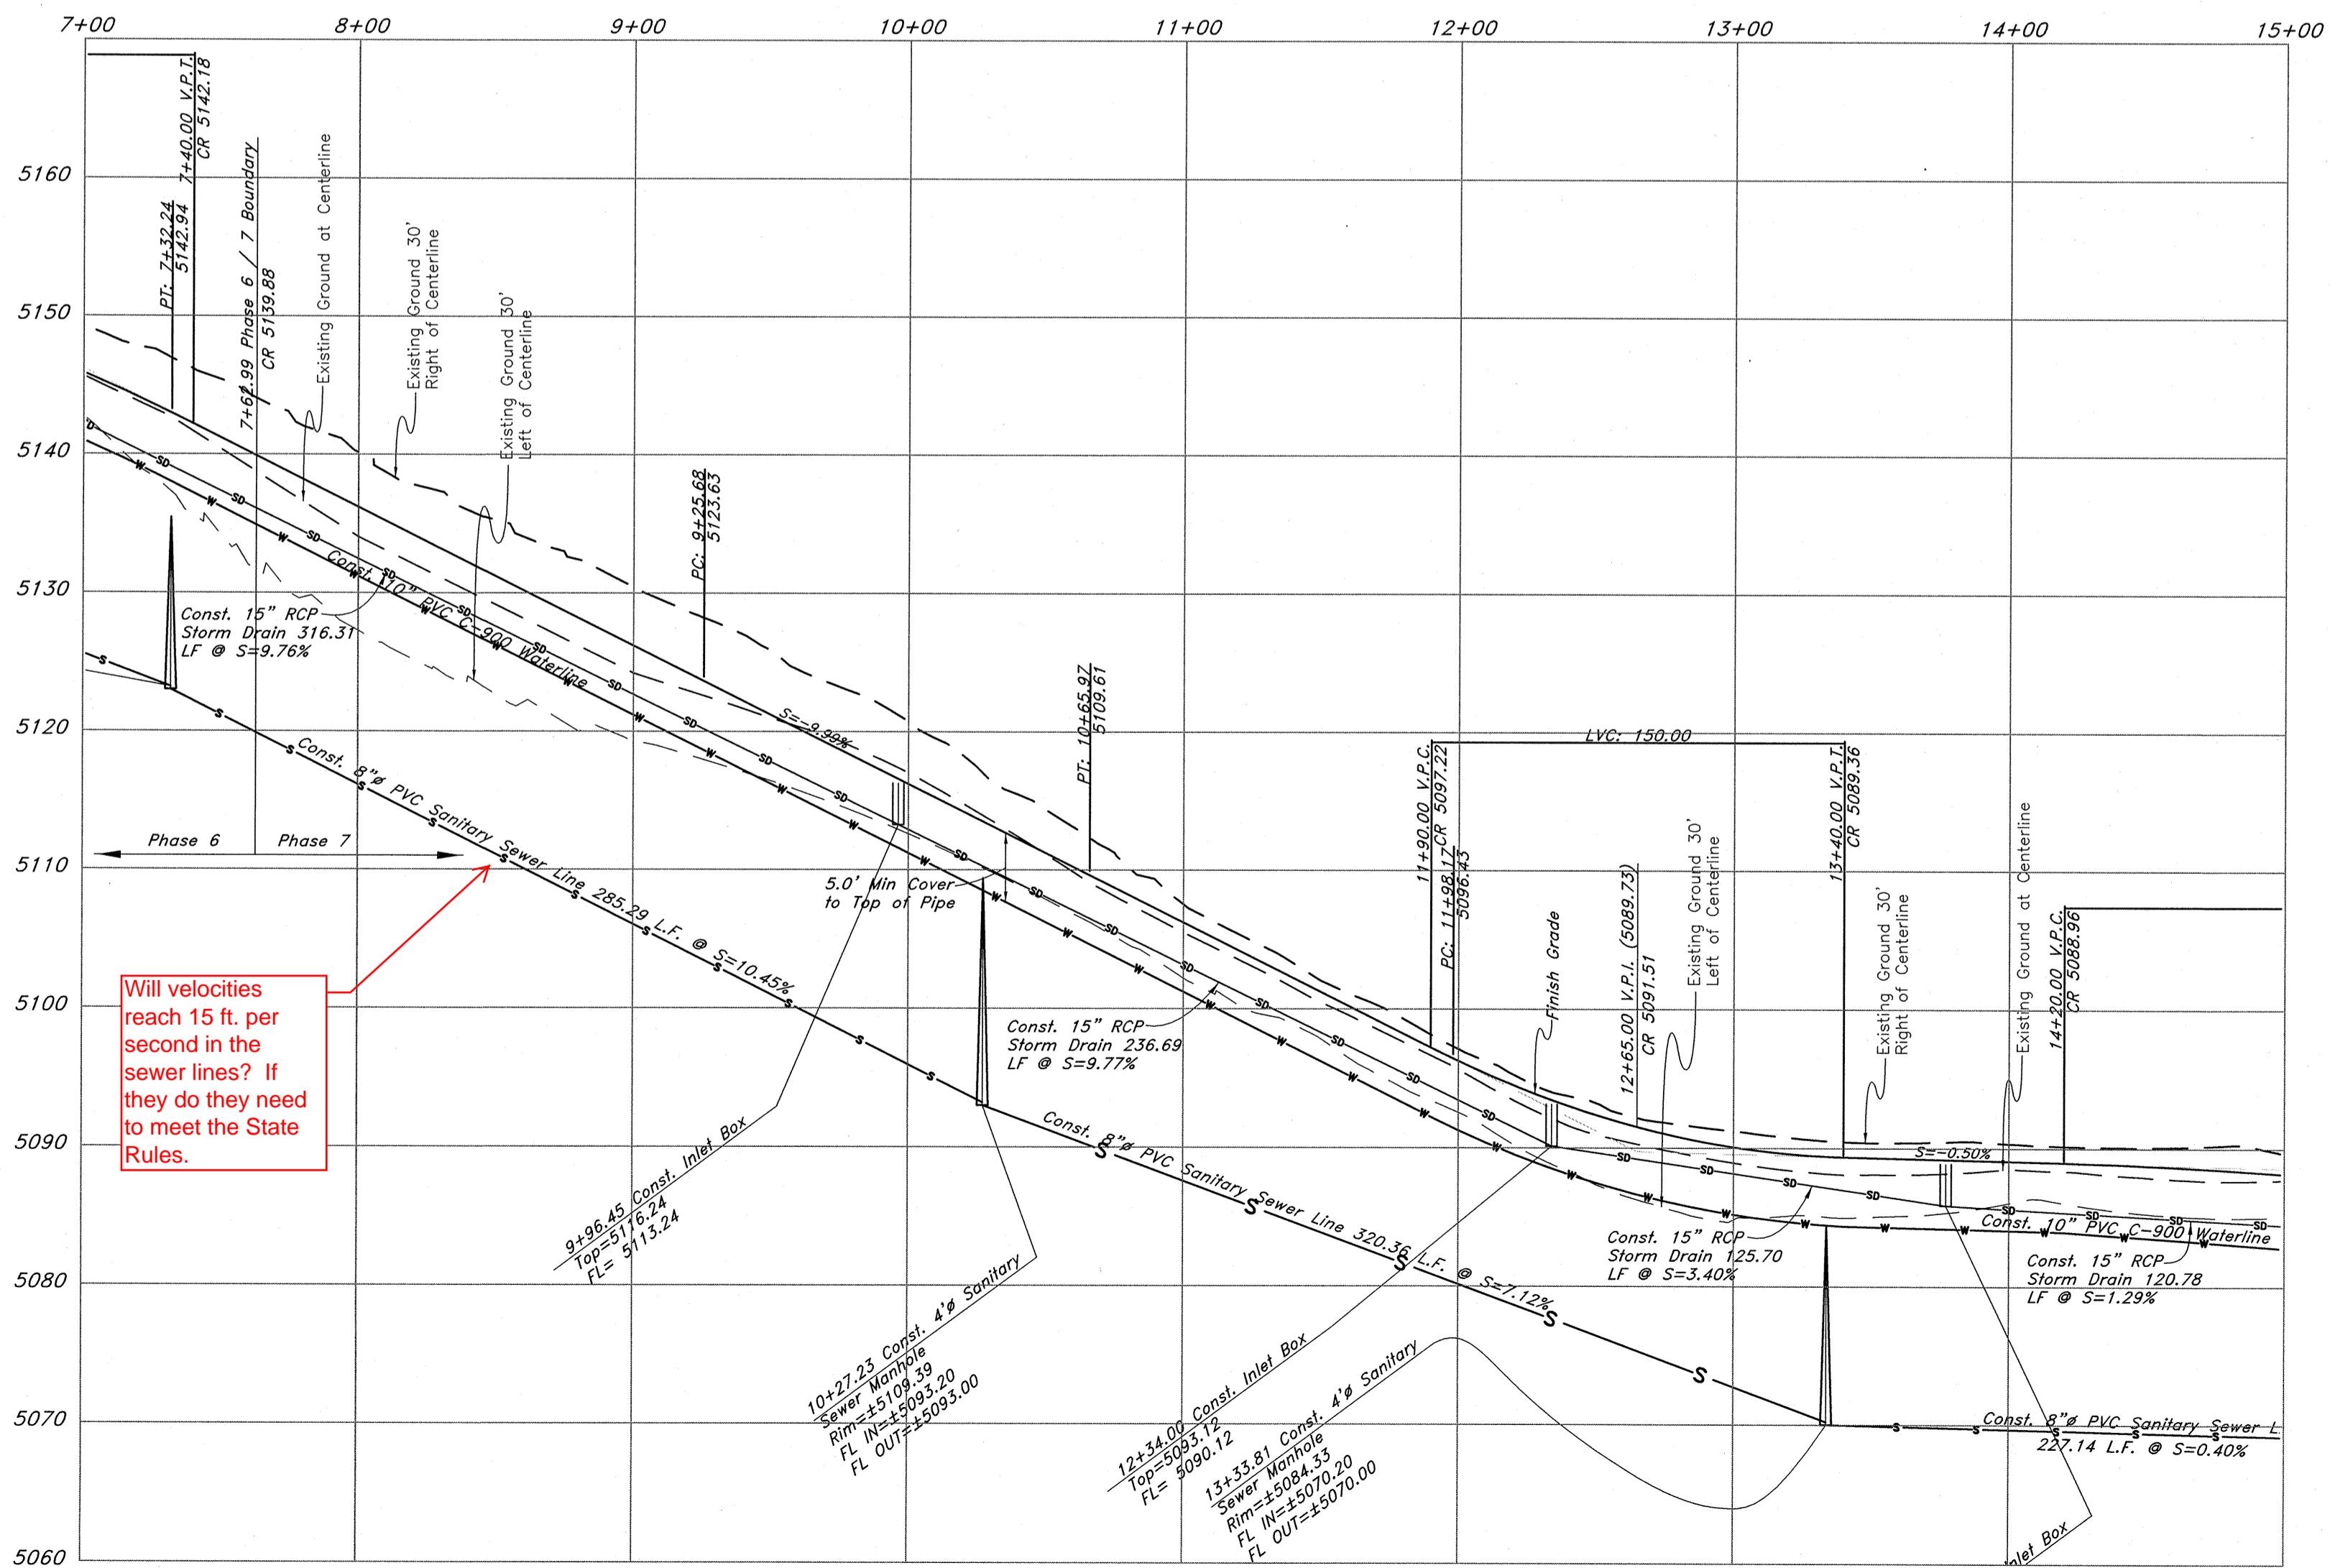 7+00
8+00
9+00
10+00
11+00
12+00
13+00
14+00
15+00
5160
5150
5140
5130
5120
5110
5100
5090
5080
5070
5060
PT: 7+32.24
5142.94
7+40.00 V.P.T.
CR 5142.18
7+62.99 Phase 6 / 7 Boundary
CR 5139.88
Existing Ground at Centerline
Existing Ground 30'
Right of Centerline
Existing Ground 30'
Left of Centerline
PC: 9+25.68
5123.63
Const. 10" PVC C-900 Waterline
Const. 15" RCP
Storm Drain 316.31
LF @ S=9.76%
S=-9.99%
PT: 10+65.97
5109.61
Const. 8"ø PVC Sanitary Sewer Line 285.29 L.F. @ S=10.45%
Phase 6
Phase 7
5.0' Min Cover
to Top of Pipe
Will velocities
reach 15 ft. per
second in the
sewer lines? If
they do they need
to meet the State
Rules.
Const. 15" RCP
Storm Drain 236.69
LF @ S=9.77%
LVC: 150.00
11+90.00 V.P.C.
CR 5097.22
PC: 11+98.17
5096.43
Finish Grade
12+65.00 V.P.I. (5089.73)
CR 5091.51
Existing Ground 30'
Left of Centerline
13+40.00 V.P.T.
CR 5089.36
Existing Ground 30'
Right of Centerline
Existing Ground at Centerline
14+20.00 V.P.C.
CR 5088.96
S=-0.50%
9+96.45 Const. Inlet Box
Top=5116.24
FL= 5113.24
10+27.23 Const. 4'ø Sanitary
Sewer Manhole
Rim=±5109.39
FL IN=±5093.20
FL OUT=±5093.00
Const. 8"ø PVC Sanitary Sewer Line 320.36 L.F. @ S=7.12%
12+34.00 Const. Inlet Box
Top=5093.12
FL= 5090.12
13+33.81 Const. 4'ø Sanitary
Sewer Manhole
Rim=±5084.33
FL IN=±5070.20
FL OUT=±5070.00
Const. 15" RCP
Storm Drain 125.70
LF @ S=3.40%
Const. 10" PVC C-900 Waterline
Const. 15" RCP
Storm Drain 120.78
LF @ S=1.29%
Const. 8"ø PVC Sanitary Sewer L
227.14 L.F. @ S=0.40%
Inlet Box